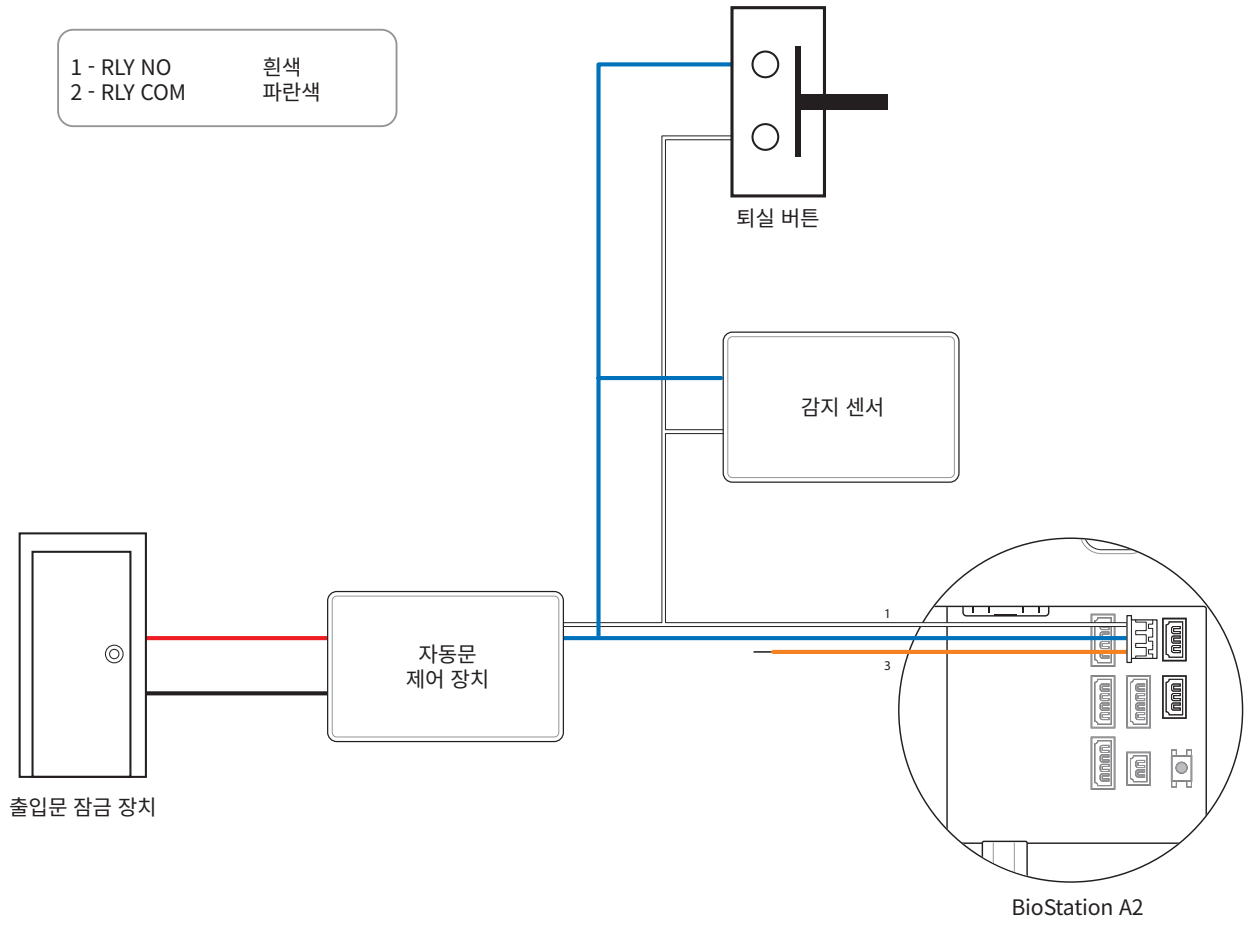 1 - RLY NO 흰색
2 - RLY COM 파란색
퇴실 버튼
감지 센서
1
3
자동문
제어 장치
출입문 잠금 장치
BioStation A2